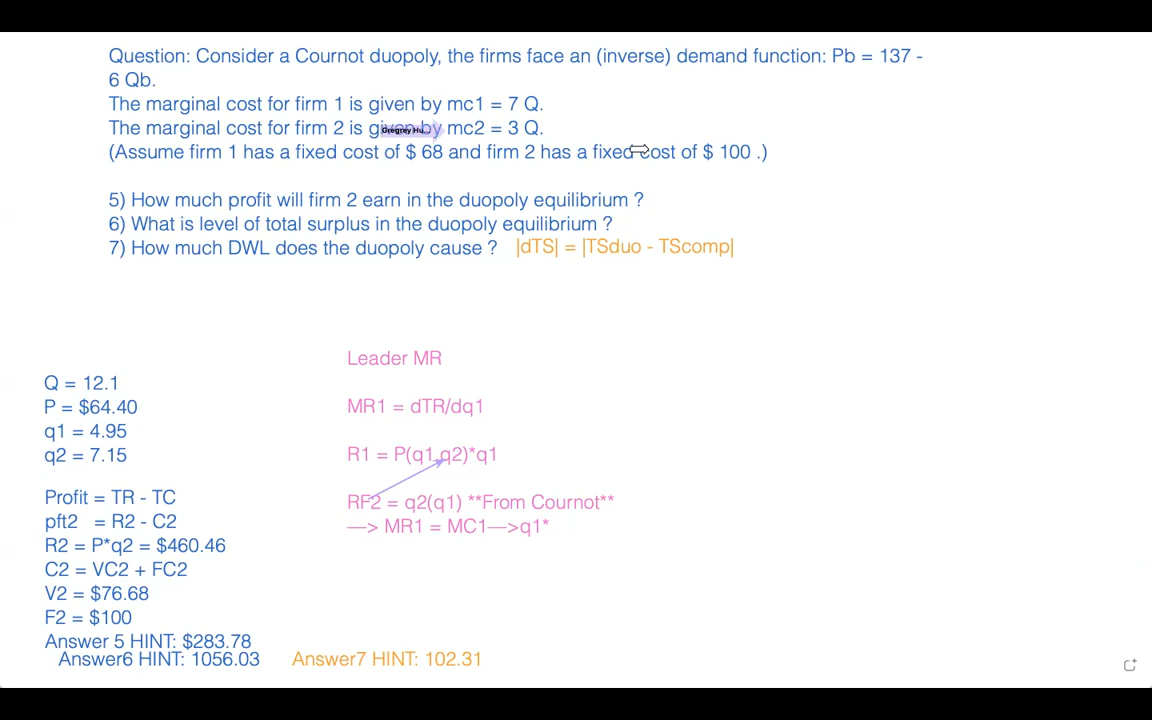 Question: Consider a Cournot duopoly, the firms face an (inverse) demand function: Pb = 137 -
6 Qb.
The marginal cost for firm 1 is given by mc1 = 7 Q.
The marginal cost for firm 2 is given by mc2 = 3 Q.
Gregrey Hu...
(Assume firm 1 has a fixed cost of $ 68 and firm 2 has a fixed cost of $ 100 .)
5) How much profit will firm 2 earn in the duopoly equilibrium ?
6) What is level of total surplus in the duopoly equilibrium ?
7) How much DWL does the duopoly cause ? |dTS| = |TSduo - TScomp|
Leader MR
MR1 = dTR/dq1
R1 = P(q1,q2)*q1
RF2 = q2(q1) **From Cournot**
—> MR1 = MC1—>q1*
Q = 12.1
P = $64.40
q1 = 4.95
q2 = 7.15
Profit = TR - TC
pft2 = R2 - C2
R2 = P*q2 = $460.46
C2 = VC2 + FC2
V2 = $76.68
F2 = $100
Answer 5 HINT: $283.78
Answer6 HINT: 1056.03 Answer7 HINT: 102.31